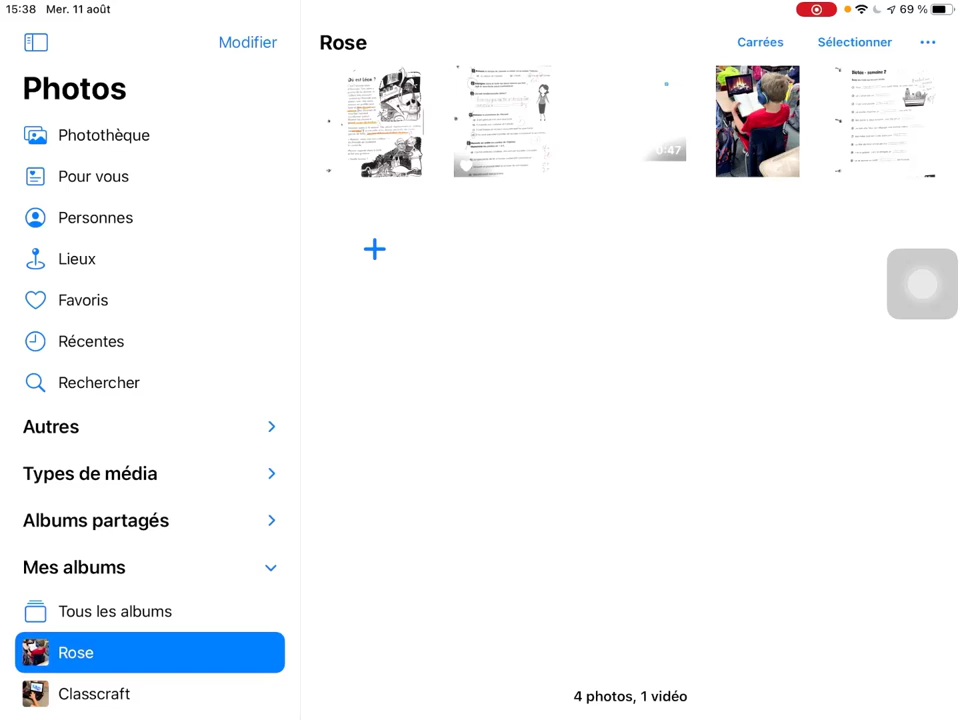 15:38 Mer. 11 août
69 %
Modifier
Photos
Photothèque
Pour vous
Personnes
Lieux
Favoris
Récentes
Rechercher
Autres
Types de média
Albums partagés
Mes albums
Tous les albums
Rose
Classcraft
Rose
Carrées
Sélectionner
0:47
4 photos, 1 vidéo